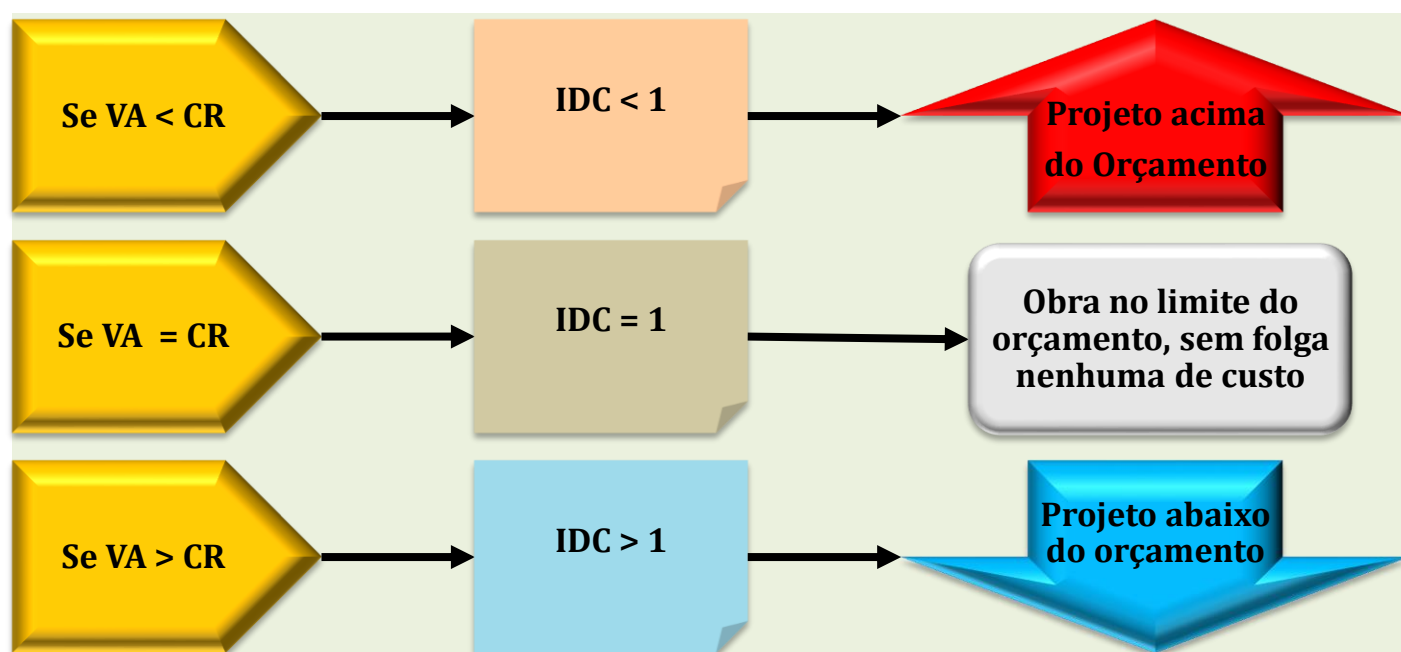 Se VA < CR
IDC < 1
Projeto acima
do Orçamento
Se VA  = CR
IDC = 1
Obra no limite do
orçamento, sem folga
nenhuma de custo
Se VA > CR
IDC > 1
Projeto abaixo
do orçamento